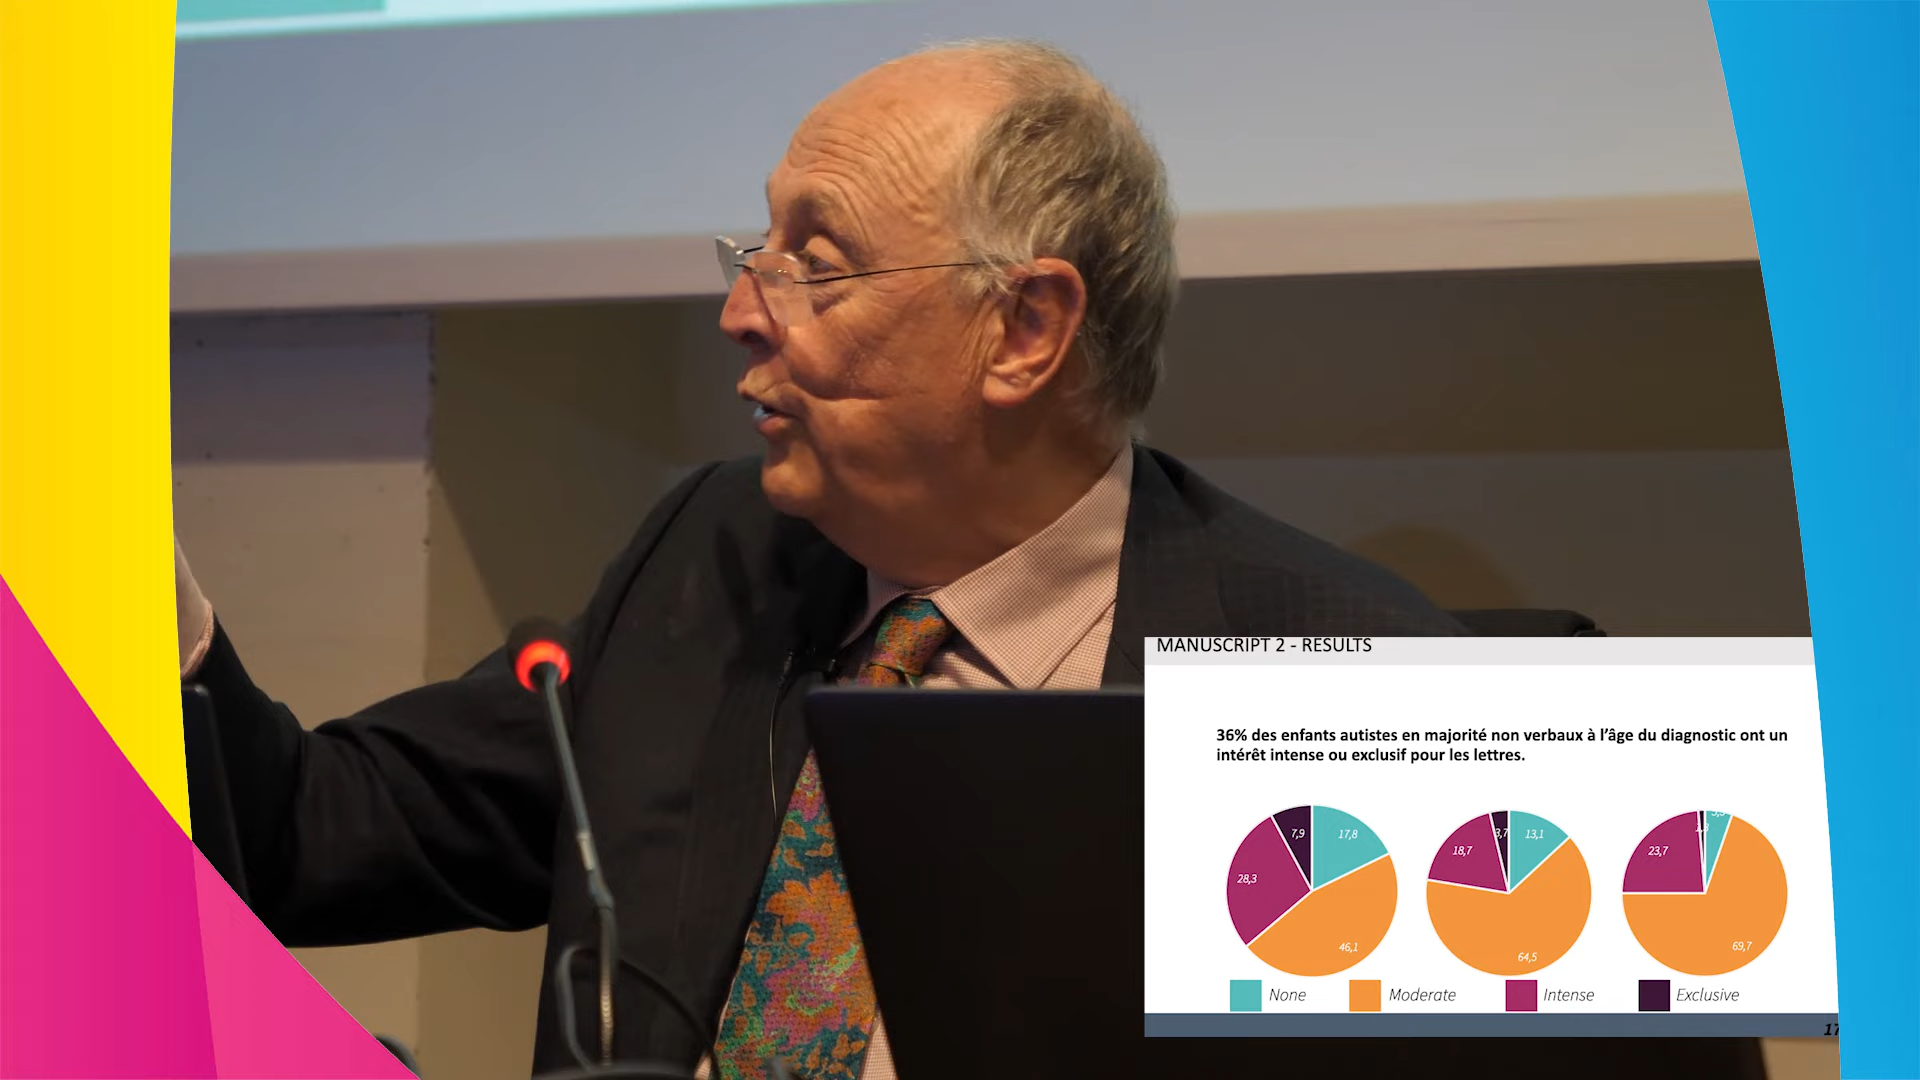 MANUSCRIPT 2 - RESULTS
36% des enfants autistes en majorité non verbaux à l'âge du diagnostic ont un
intérêt intense ou exclusif pour les lettres.
7,9
17,8
28,3
46,1
3,7
13,1
18,7
64,5
23,7
69,7
None
Moderate
Intense
Exclusive
17